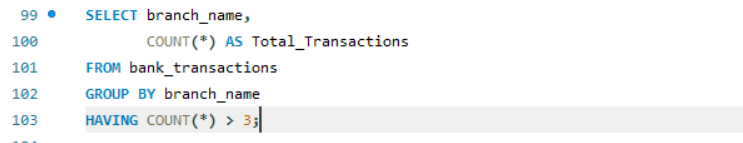 99 SELECT branch_name,
100 COUNT(*) AS Total_Transactions
101 FROM bank_transactions
102 GROUP BY branch_name
103 HAVING COUNT(*) > 3;